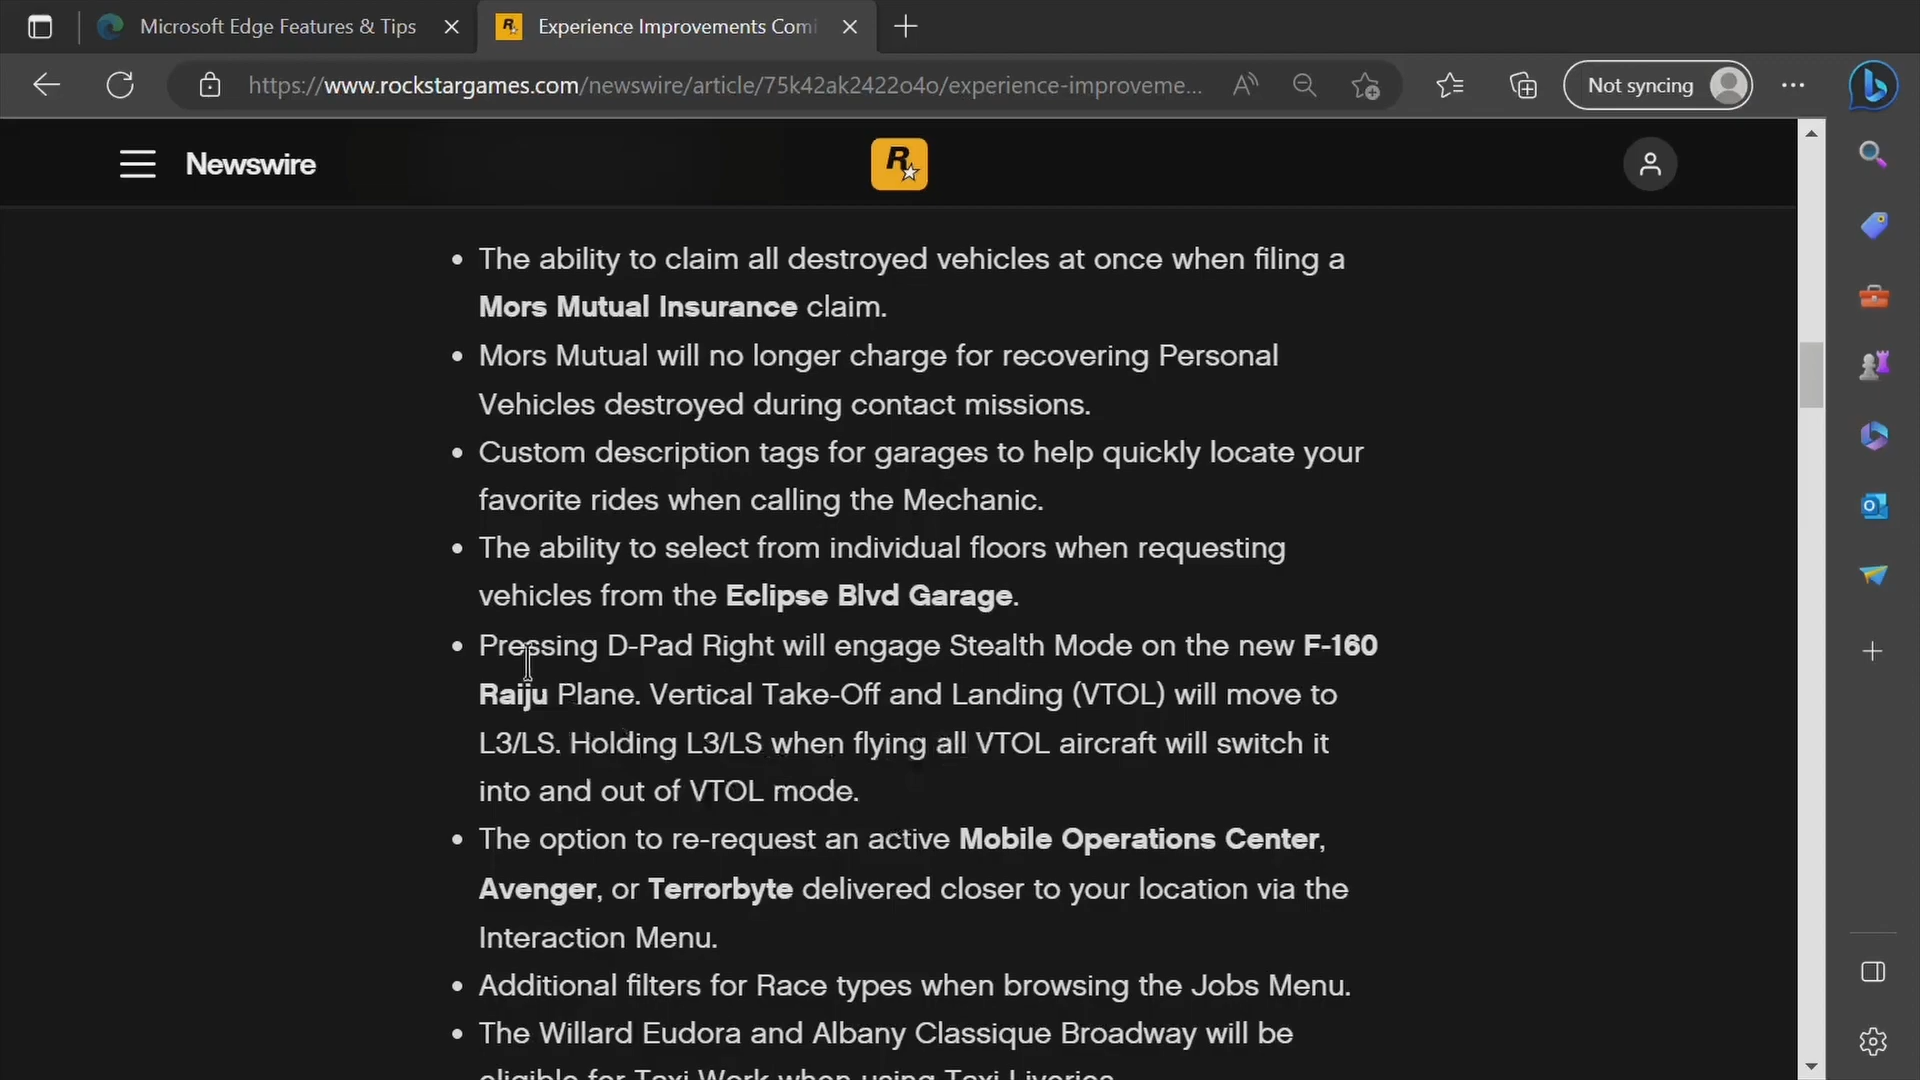 Microsoft Edge Features & Tips
Experience Improvements Comi
https://www.rockstargames.com/newswire/article/75k42ak2422o4o/experience-improveme...
Not syncing
Newswire
• The ability to claim all destroyed vehicles at once when filing a
Mors Mutual Insurance claim.
• Mors Mutual will no longer charge for recovering Personal
Vehicles destroyed during contact missions.
• Custom description tags for garages to help quickly locate your
favorite rides when calling the Mechanic.
• The ability to select from individual floors when requesting
vehicles from the Eclipse Blvd Garage.
• Pressing D-Pad Right will engage Stealth Mode on the new F-160
Raiju Plane. Vertical Take-Off and Landing (VTOL) will move to
L3/LS. Holding L3/LS when flying all VTOL aircraft will switch it
into and out of VTOL mode.
• The option to re-request an active Mobile Operations Center,
Avenger, or Terrorbyte delivered closer to your location via the
Interaction Menu.
• Additional filters for Race types when browsing the Jobs Menu.
• The Willard Eudora and Albany Classique Broadway will be
eligible for Taxi Work when using Taxi Liveries.